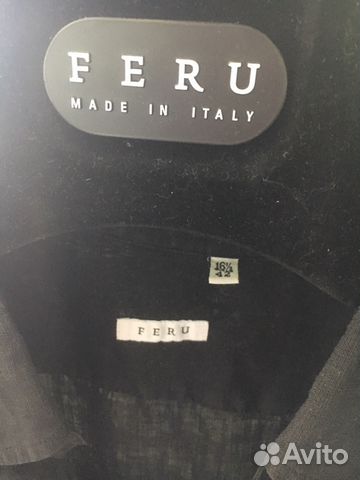 FERU
MADE IN ITALY
16½
42
FERU
Avito